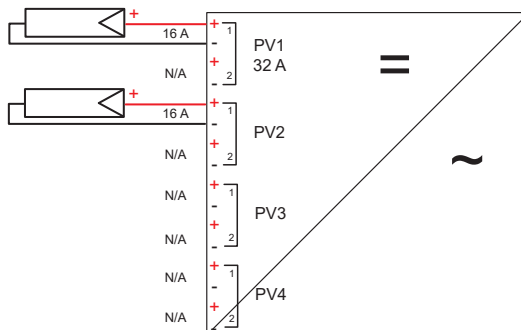 + + 1
16 A - PV1
+ 32 A
N/A - 2
+ + 1
16 A - PV2
+
N/A - 2
N/A + 1
- PV3
+
N/A - 2
N/A + 1
-
+ PV4
N/A - 2
=
~